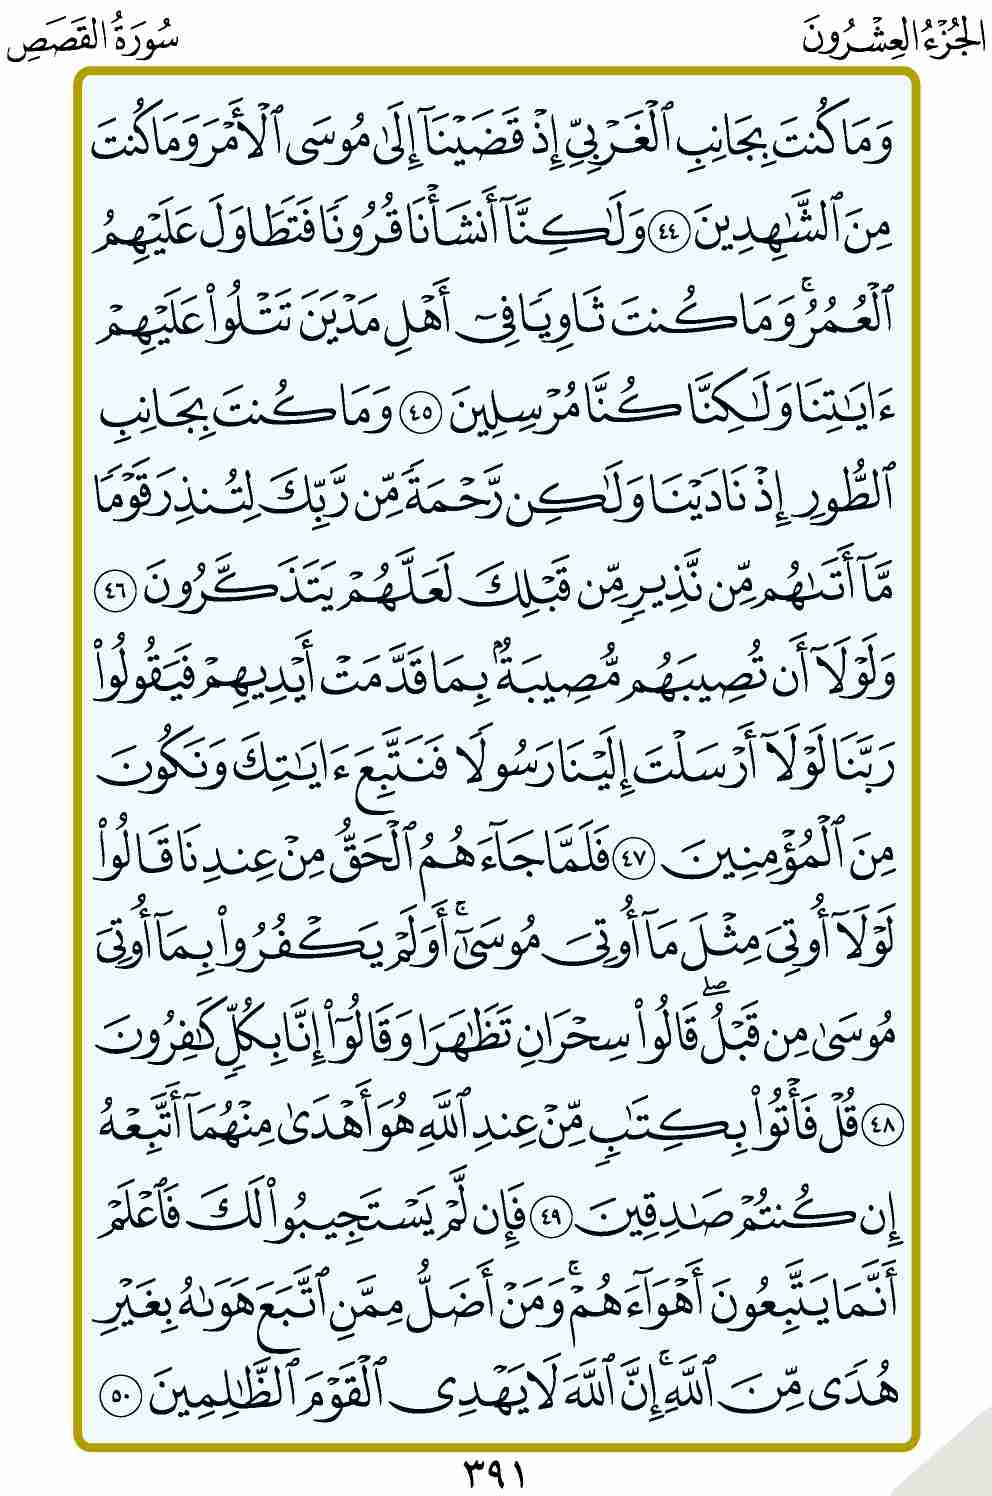 الجُزْءُ العِشْرُونَ
سُورَةُ القَصَصِ
وَمَا كُنتَ بِجَانِبِ ٱلْغَرْبِيِّ إِذْ قَضَيْنَآ إِلَىٰ مُوسَى ٱلْأَمْرَ وَمَا كُنتَ
مِنَ ٱلشَّٰهِدِينَ ٤٤ وَلَٰكِنَّآ أَنشَأْنَا قُرُونًا فَتَطَاوَلَ عَلَيْهِمُ
ٱلْعُمُرُ ۚ وَمَا كُنتَ ثَاوِيًا فِىٓ أَهْلِ مَدْيَنَ تَتْلُوا۟ عَلَيْهِمْ
ءَايَٰتِنَا وَلَٰكِنَّا كُنَّا مُرْسِلِينَ ٤٥ وَمَا كُنتَ بِجَانِبِ
ٱلطُّورِ إِذْ نَادَيْنَا وَلَٰكِن رَّحْمَةً مِّن رَّبِّكَ لِتُنذِرَ قَوْمًا
مَّآ أَتَىٰهُم مِّن نَّذِيرٍ مِّن قَبْلِكَ لَعَلَّهُمْ يَتَذَكَّرُونَ ٤٦
وَلَوْلَآ أَن تُصِيبَهُم مُّصِيبَةٌۢ بِمَا قَدَّمَتْ أَيْدِيهِمْ فَيَقُولُوا۟
رَبَّنَا لَوْلَآ أَرْسَلْتَ إِلَيْنَا رَسُولًا فَنَتَّبِعَ ءَايَٰتِكَ وَنَكُونَ
مِنَ ٱلْمُؤْمِنِينَ ٤٧ فَلَمَّا جَآءَهُمُ ٱلْحَقُّ مِنْ عِندِنَا قَالُوا۟
لَوْلَآ أُوتِىَ مِثْلَ مَآ أُوتِىَ مُوسَىٰٓ ۚ أَوَلَمْ يَكْفُرُوا۟ بِمَآ أُوتِىَ
مُوسَىٰ مِن قَبْلُ ۖ قَالُوا۟ سِحْرَانِ تَظَٰهَرَا وَقَالُوٓا۟ إِنَّا بِكُلٍّ كَٰفِرُونَ
٤٨ قُلْ فَأْتُوا۟ بِكِتَٰبٍ مِّنْ عِندِ ٱللَّهِ هُوَ أَهْدَىٰ مِنْهُمَآ أَتَّبِعْهُ
إِن كُنتُمْ صَٰدِقِينَ ٤٩ فَإِن لَّمْ يَسْتَجِيبُوا۟ لَكَ فَٱعْلَمْ
أَنَّمَا يَتَّبِعُونَ أَهْوَآءَهُمْ ۚ وَمَنْ أَضَلُّ مِمَّنِ ٱتَّبَعَ هَوَىٰهُ بِغَيْرِ
هُدًى مِّنَ ٱللَّهِ ۚ إِنَّ ٱللَّهَ لَا يَهْدِى ٱلْقَوْمَ ٱلظَّٰلِمِينَ ٥٠
٣٩١